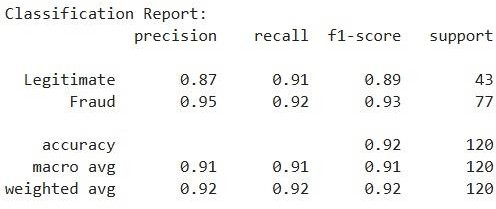 Classification Report:
precision recall f1-score support
Legitimate 0.87 0.91 0.89 43
Fraud 0.95 0.92 0.93 77
accuracy 0.92 120
macro avg 0.91 0.91 0.91 120
weighted avg 0.92 0.92 0.92 120